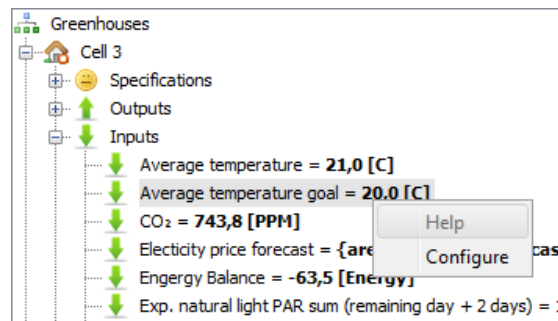 Greenhouses
Cell 3
Specifications
Outputs
Inputs
Average temperature = 21,0 [C]
Average temperature goal = 20,0 [C]
CO₂ = 743,8 [PPM]
Help
Electicity price forecast =
Configure
Engergy Balance = -63,5 [Energy]
Exp. natural light PAR sum (remaining day + 2 days) =